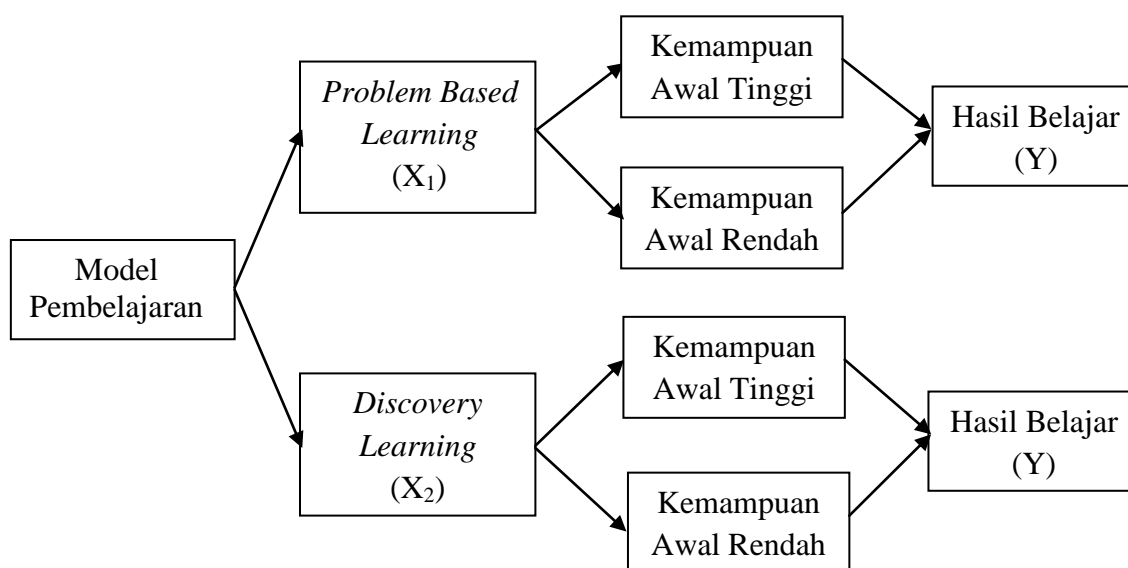 Model
Pembelajaran
Problem Based
Learning
(X₁)
Kemampuan
Awal Tinggi
Kemampuan
Awal Rendah
Hasil Belajar
(Y)
Discovery
Learning
(X₂)
Kemampuan
Awal Tinggi
Kemampuan
Awal Rendah
Hasil Belajar
(Y)